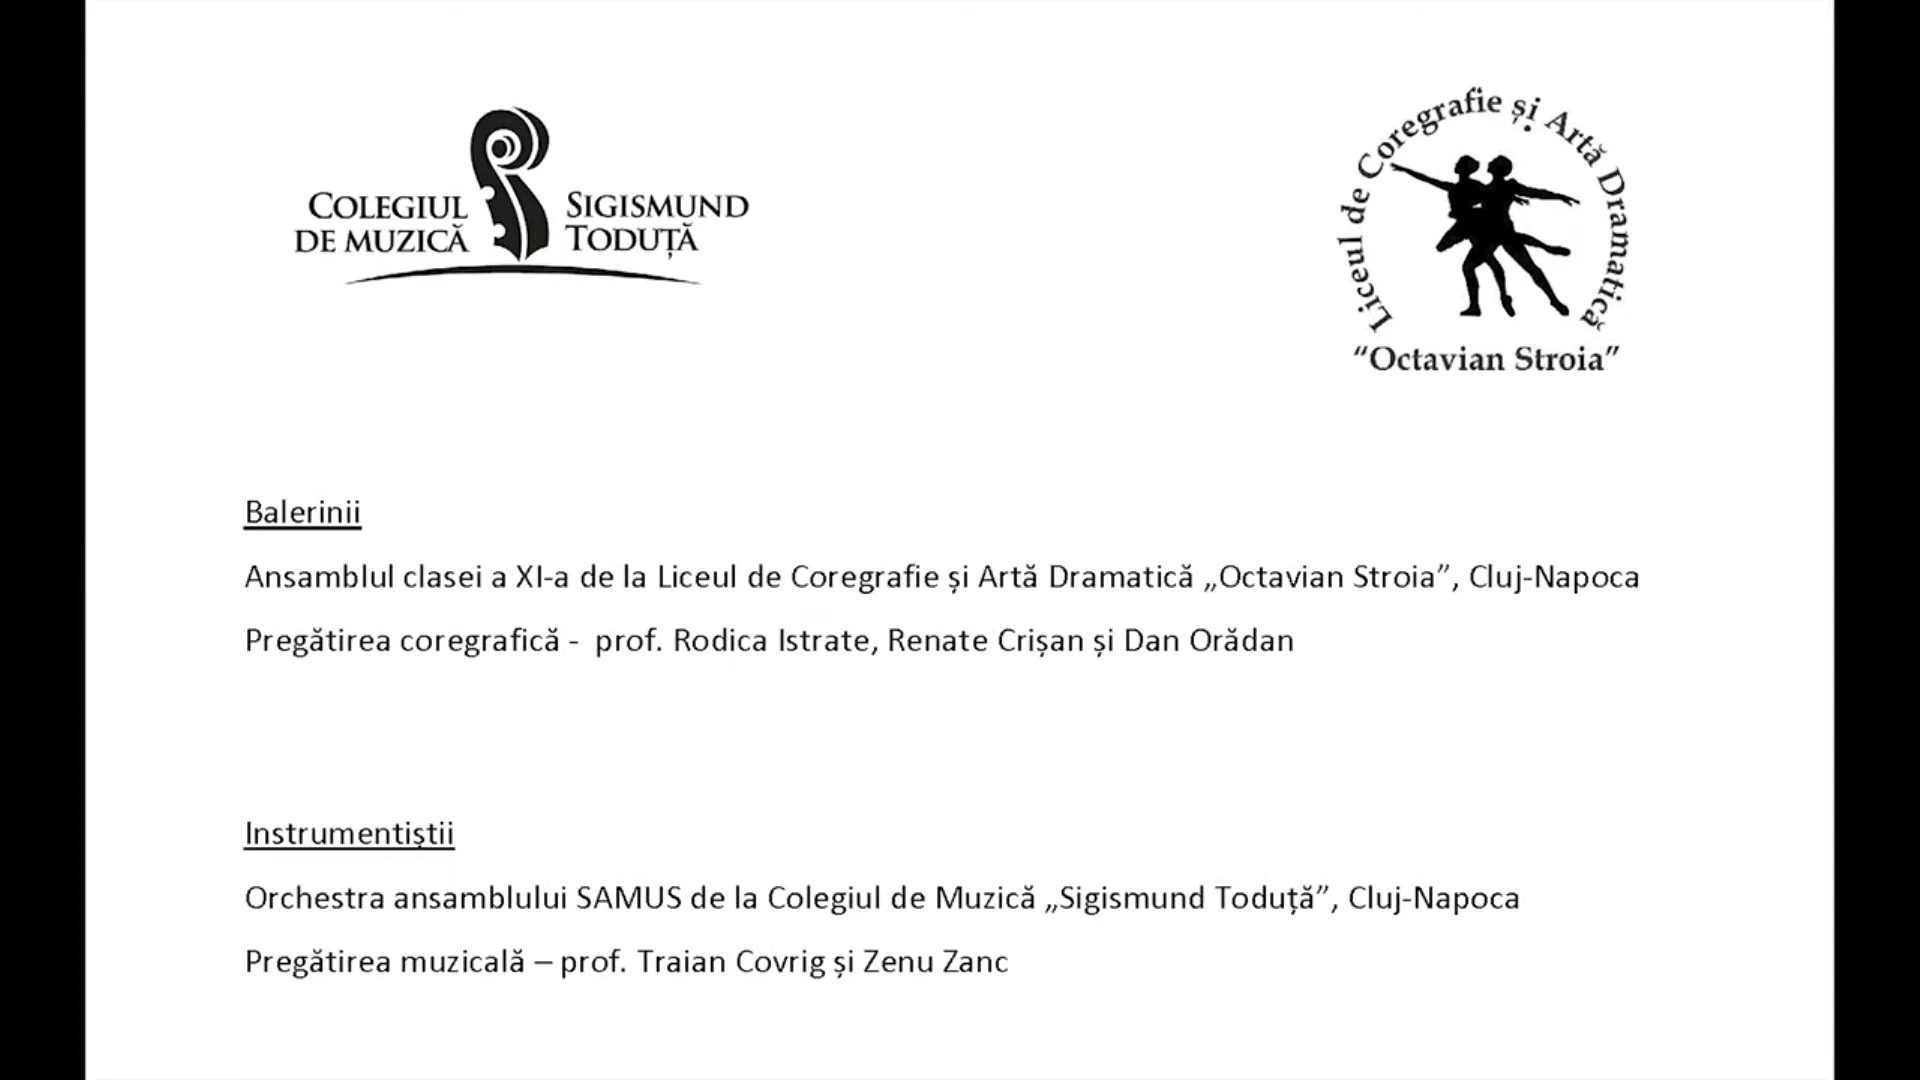 COLEGIUL DE MUZICĂ
SIGISMUND TODUȚĂ
Liceul de Coregrafie și Artă Dramatică
“Octavian Stroia”
Balerinii
Ansamblul clasei a XI-a de la Liceul de Coregrafie și Artă Dramatică „Octavian Stroia”, Cluj-Napoca
Pregătirea coregrafică - prof. Rodica Istrate, Renate Crișan și Dan Orădan
Instrumentiștii
Orchestra ansamblului SAMUS de la Colegiul de Muzică „Sigismund Toduță”, Cluj-Napoca
Pregătirea muzicală – prof. Traian Covrig și Zenu Zanc